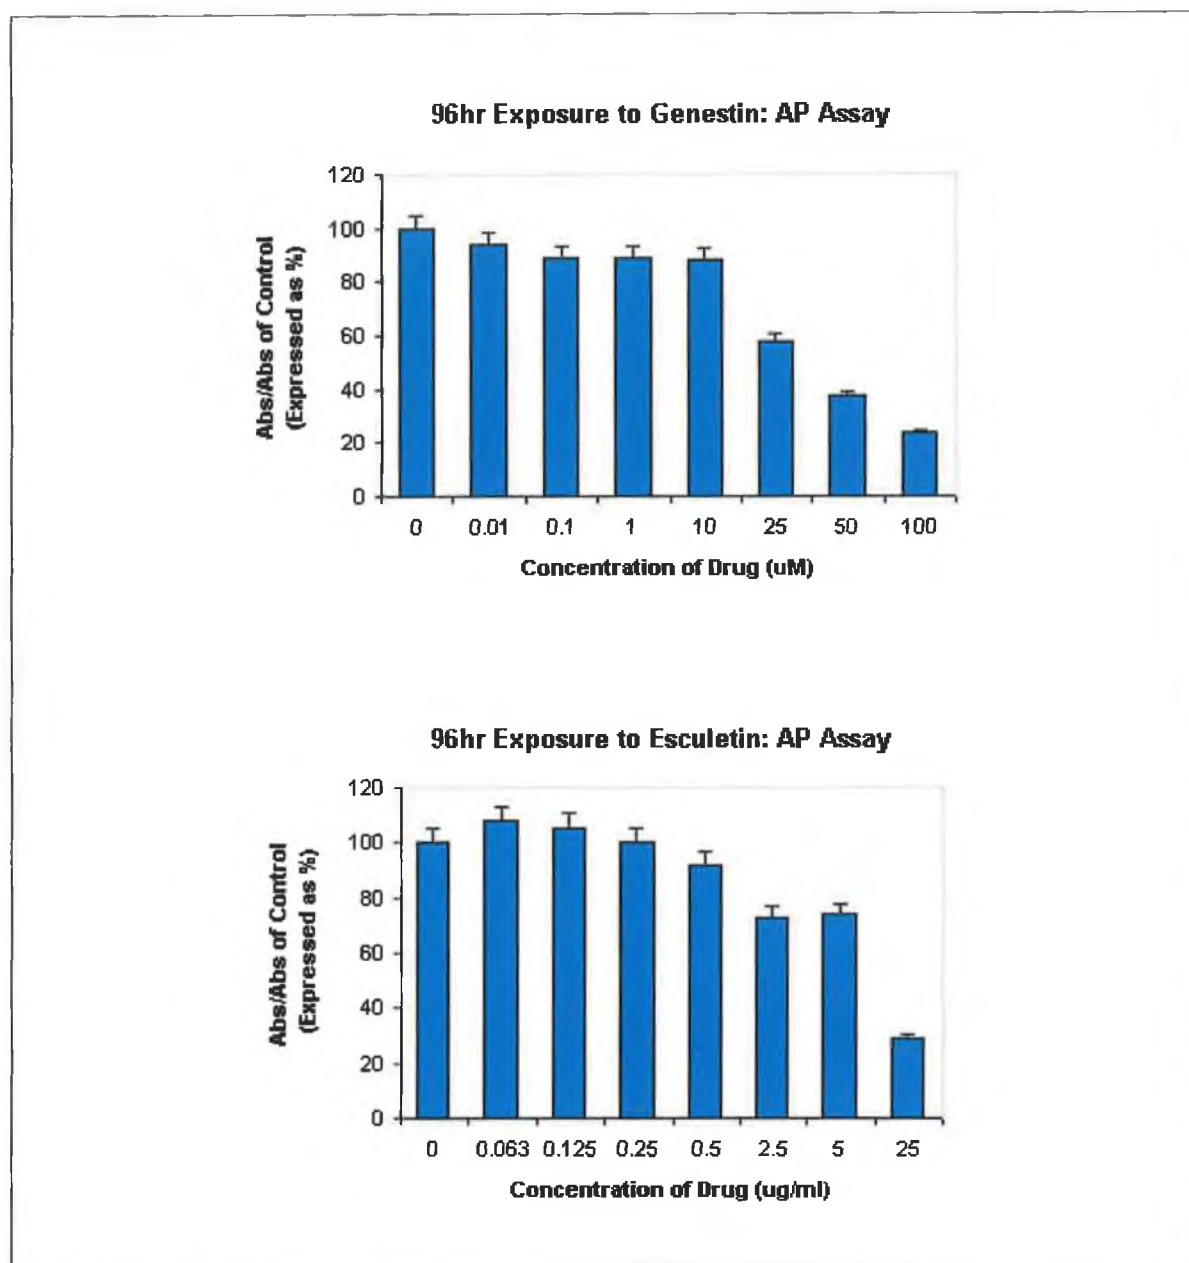 96hr Exposure to Genestin: AP Assay
120
100
80
60
40
20
0
Abs/Abs of Control
(Expressed as %)
0 0.01 0.1 1 10 25 50 100
Concentration of Drug (uM)
96hr Exposure to Esculetin: AP Assay
120
100
80
60
40
20
0
Abs/Abs of Control
(Expressed as %)
0 0.063 0.125 0.25 0.5 2.5 5 25
Concentration of Drug (ug/ml)